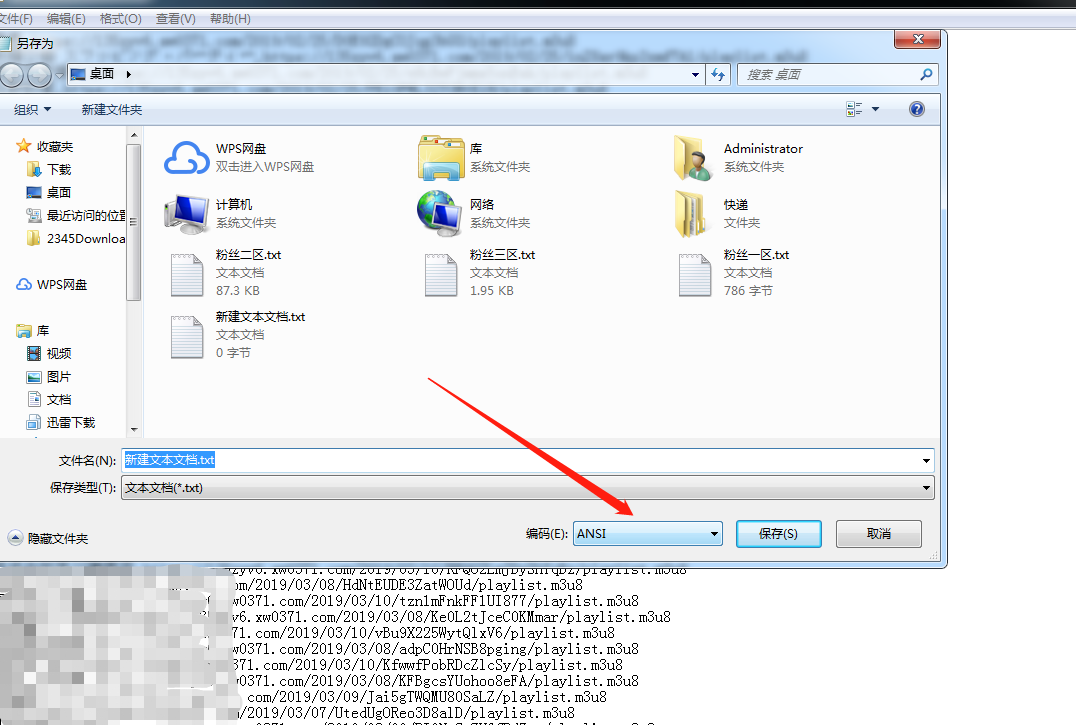 文件(F) 编辑(E) 格式(O) 查看(V) 帮助(H)
另存为
桌面
搜索 桌面
组织 新建文件夹
收藏夹
下载
桌面
最近访问的位置
2345Downloa
WPS网盘
库
视频
图片
文档
迅雷下载
WPS网盘
双击进入WPS网盘
库
系统文件夹
Administrator
系统文件夹
计算机
系统文件夹
网络
系统文件夹
快递
文件夹
粉丝二区.txt
文本文档
87.3 KB
粉丝三区.txt
文本文档
1.95 KB
粉丝一区.txt
文本文档
786 字节
新建文本文档.txt
文本文档
0 字节
文件名(N): 新建文本文档.txt
保存类型(T): 文本文档(*.txt)
隐藏文件夹 编码(E): ANSI 保存(S) 取消
om/2019/03/08/HdNtEUDE3ZatWOUd/playlist.m3u8
w0371.com/2019/03/10/tzn1mFnkFF1UI877/playlist.m3u8
v6.xw0371.com/2019/03/08/Ke0L2tJceC0KMmar/playlist.m3u8
371.com/2019/03/10/vBu9X225WytQlxV6/playlist.m3u8
w0371.com/2019/03/08/adpC0HrNSB8pging/playlist.m3u8
0371.com/2019/03/10/KfwwfPobRDcZlcSy/playlist.m3u8
w0371.com/2019/03/08/KFBgcsYUohoo8eFA/playlist.m3u8
.com/2019/03/09/Jai5gTWQMU8OSaLZ/playlist.m3u8
/2019/03/07/UtedUgOReo3D8alD/playlist.m3u8